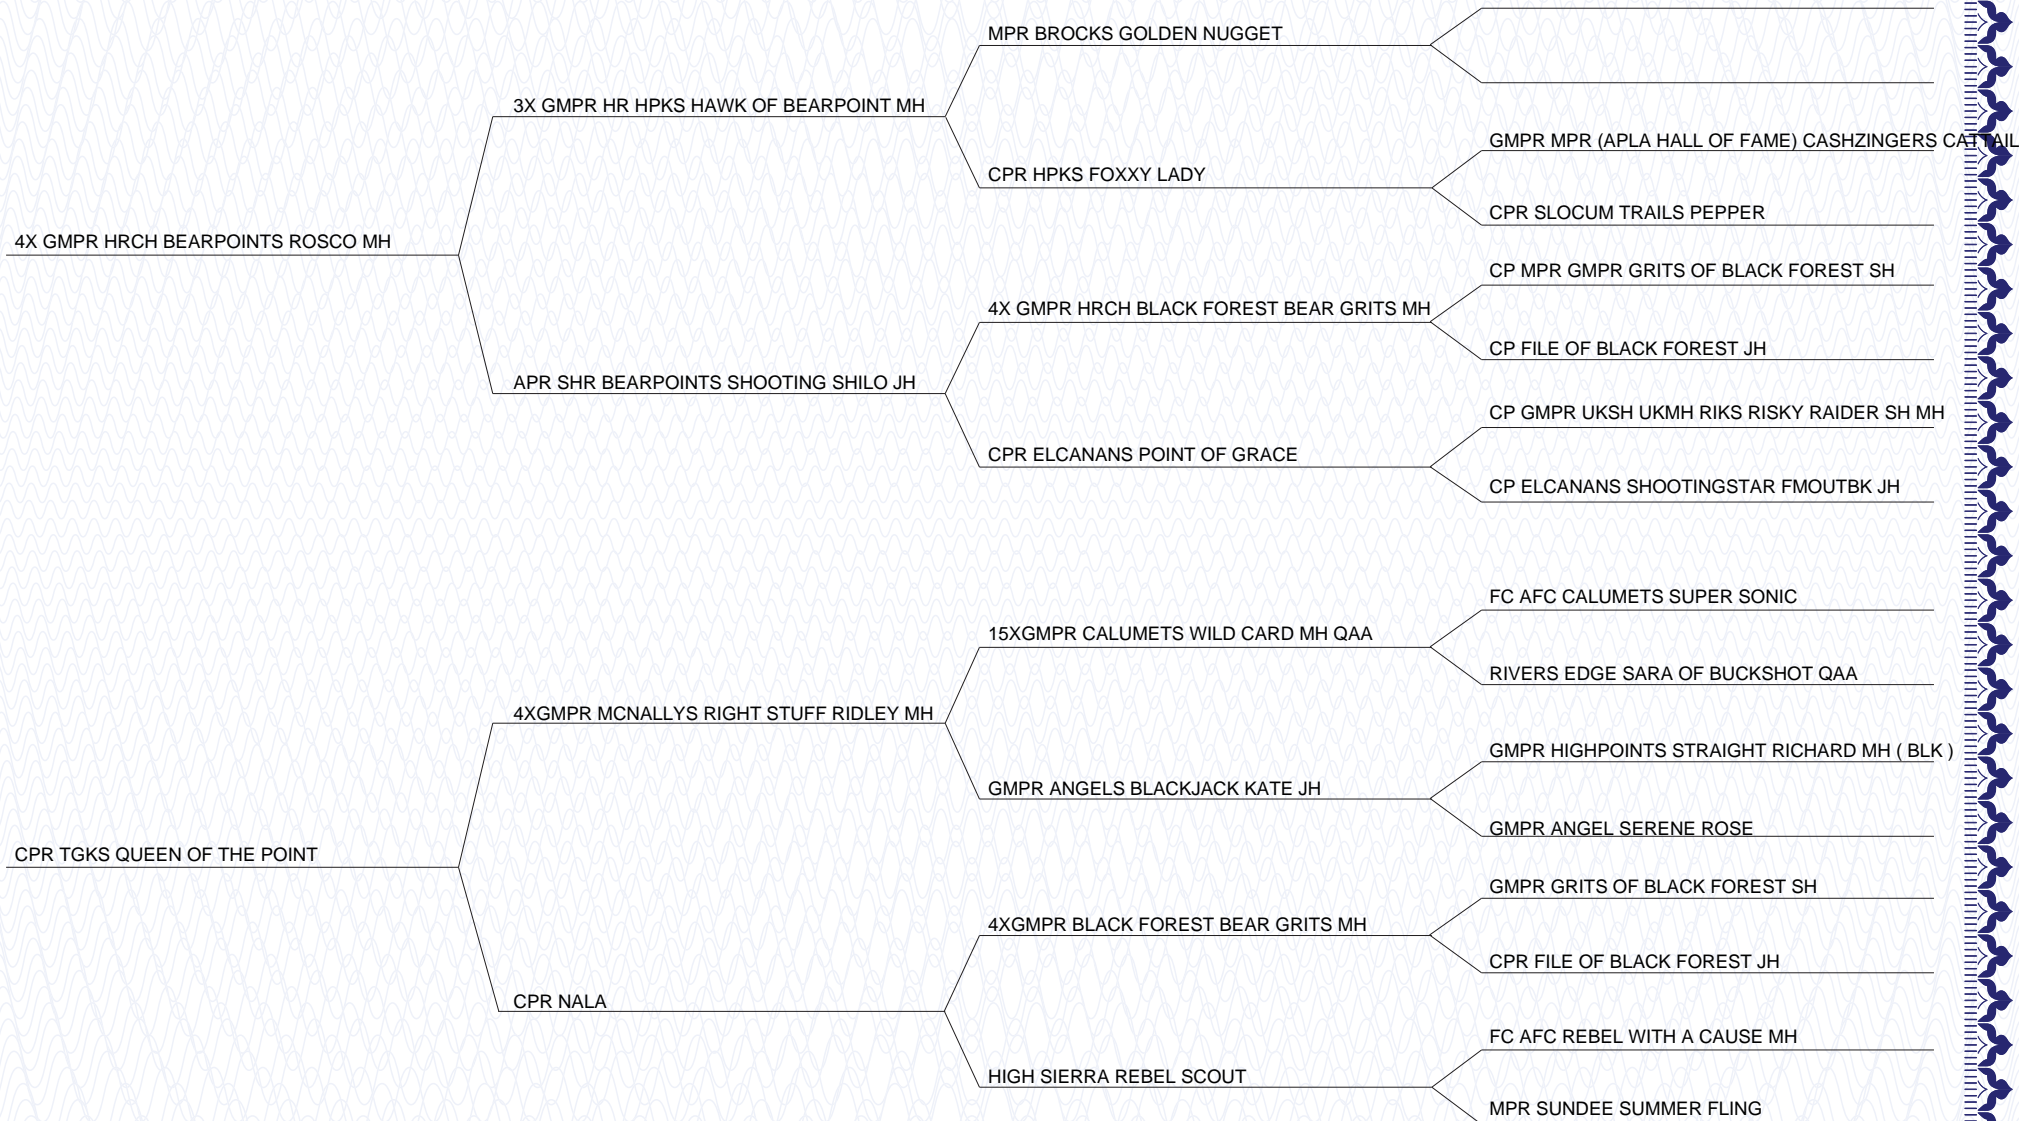 MPR BROCKS GOLDEN NUGGET
3X GMPR HR HPKS HAWK OF BEARPOINT MH
GMPR MPR (APLA HALL OF FAME) CASHZINGERS CATTAIL
CPR HPKS FOXXY LADY
CPR SLOCUM TRAILS PEPPER
4X GMPR HRCH BEARPOINTS ROSCO MH
CP MPR GMPR GRITS OF BLACK FOREST SH
4X GMPR HRCH BLACK FOREST BEAR GRITS MH
CP FILE OF BLACK FOREST JH
APR SHR BEARPOINTS SHOOTING SHILO JH
CP GMPR UKSH UKMH RIKS RISKY RAIDER SH MH
CPR ELCANANS POINT OF GRACE
CP ELCANANS SHOOTINGSTAR FMOUTBK JH
FC AFC CALUMETS SUPER SONIC
15XGMPR CALUMETS WILD CARD MH QAA
RIVERS EDGE SARA OF BUCKSHOT QAA
4XGMPR MCNALLYS RIGHT STUFF RIDLEY MH
GMPR HIGHPOINTS STRAIGHT RICHARD MH ( BLK )
GMPR ANGELS BLACKJACK KATE JH
GMPR ANGEL SERENE ROSE
CPR TGKS QUEEN OF THE POINT
GMPR GRITS OF BLACK FOREST SH
4XGMPR BLACK FOREST BEAR GRITS MH
CPR FILE OF BLACK FOREST JH
CPR NALA
FC AFC REBEL WITH A CAUSE MH
HIGH SIERRA REBEL SCOUT
MPR SUNDEE SUMMER FLING